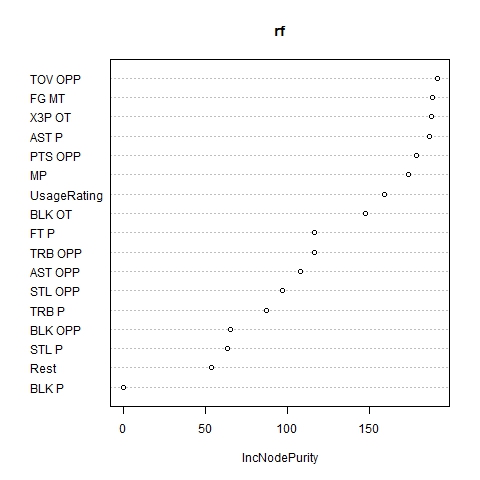 rf
TOV OPP
FG MT
X3P OT
AST P
PTS OPP
MP
UsageRating
BLK OT
FT P
TRB OPP
AST OPP
STL OPP
TRB P
BLK OPP
STL P
Rest
BLK P
0 50 100 150
IncNodePurity